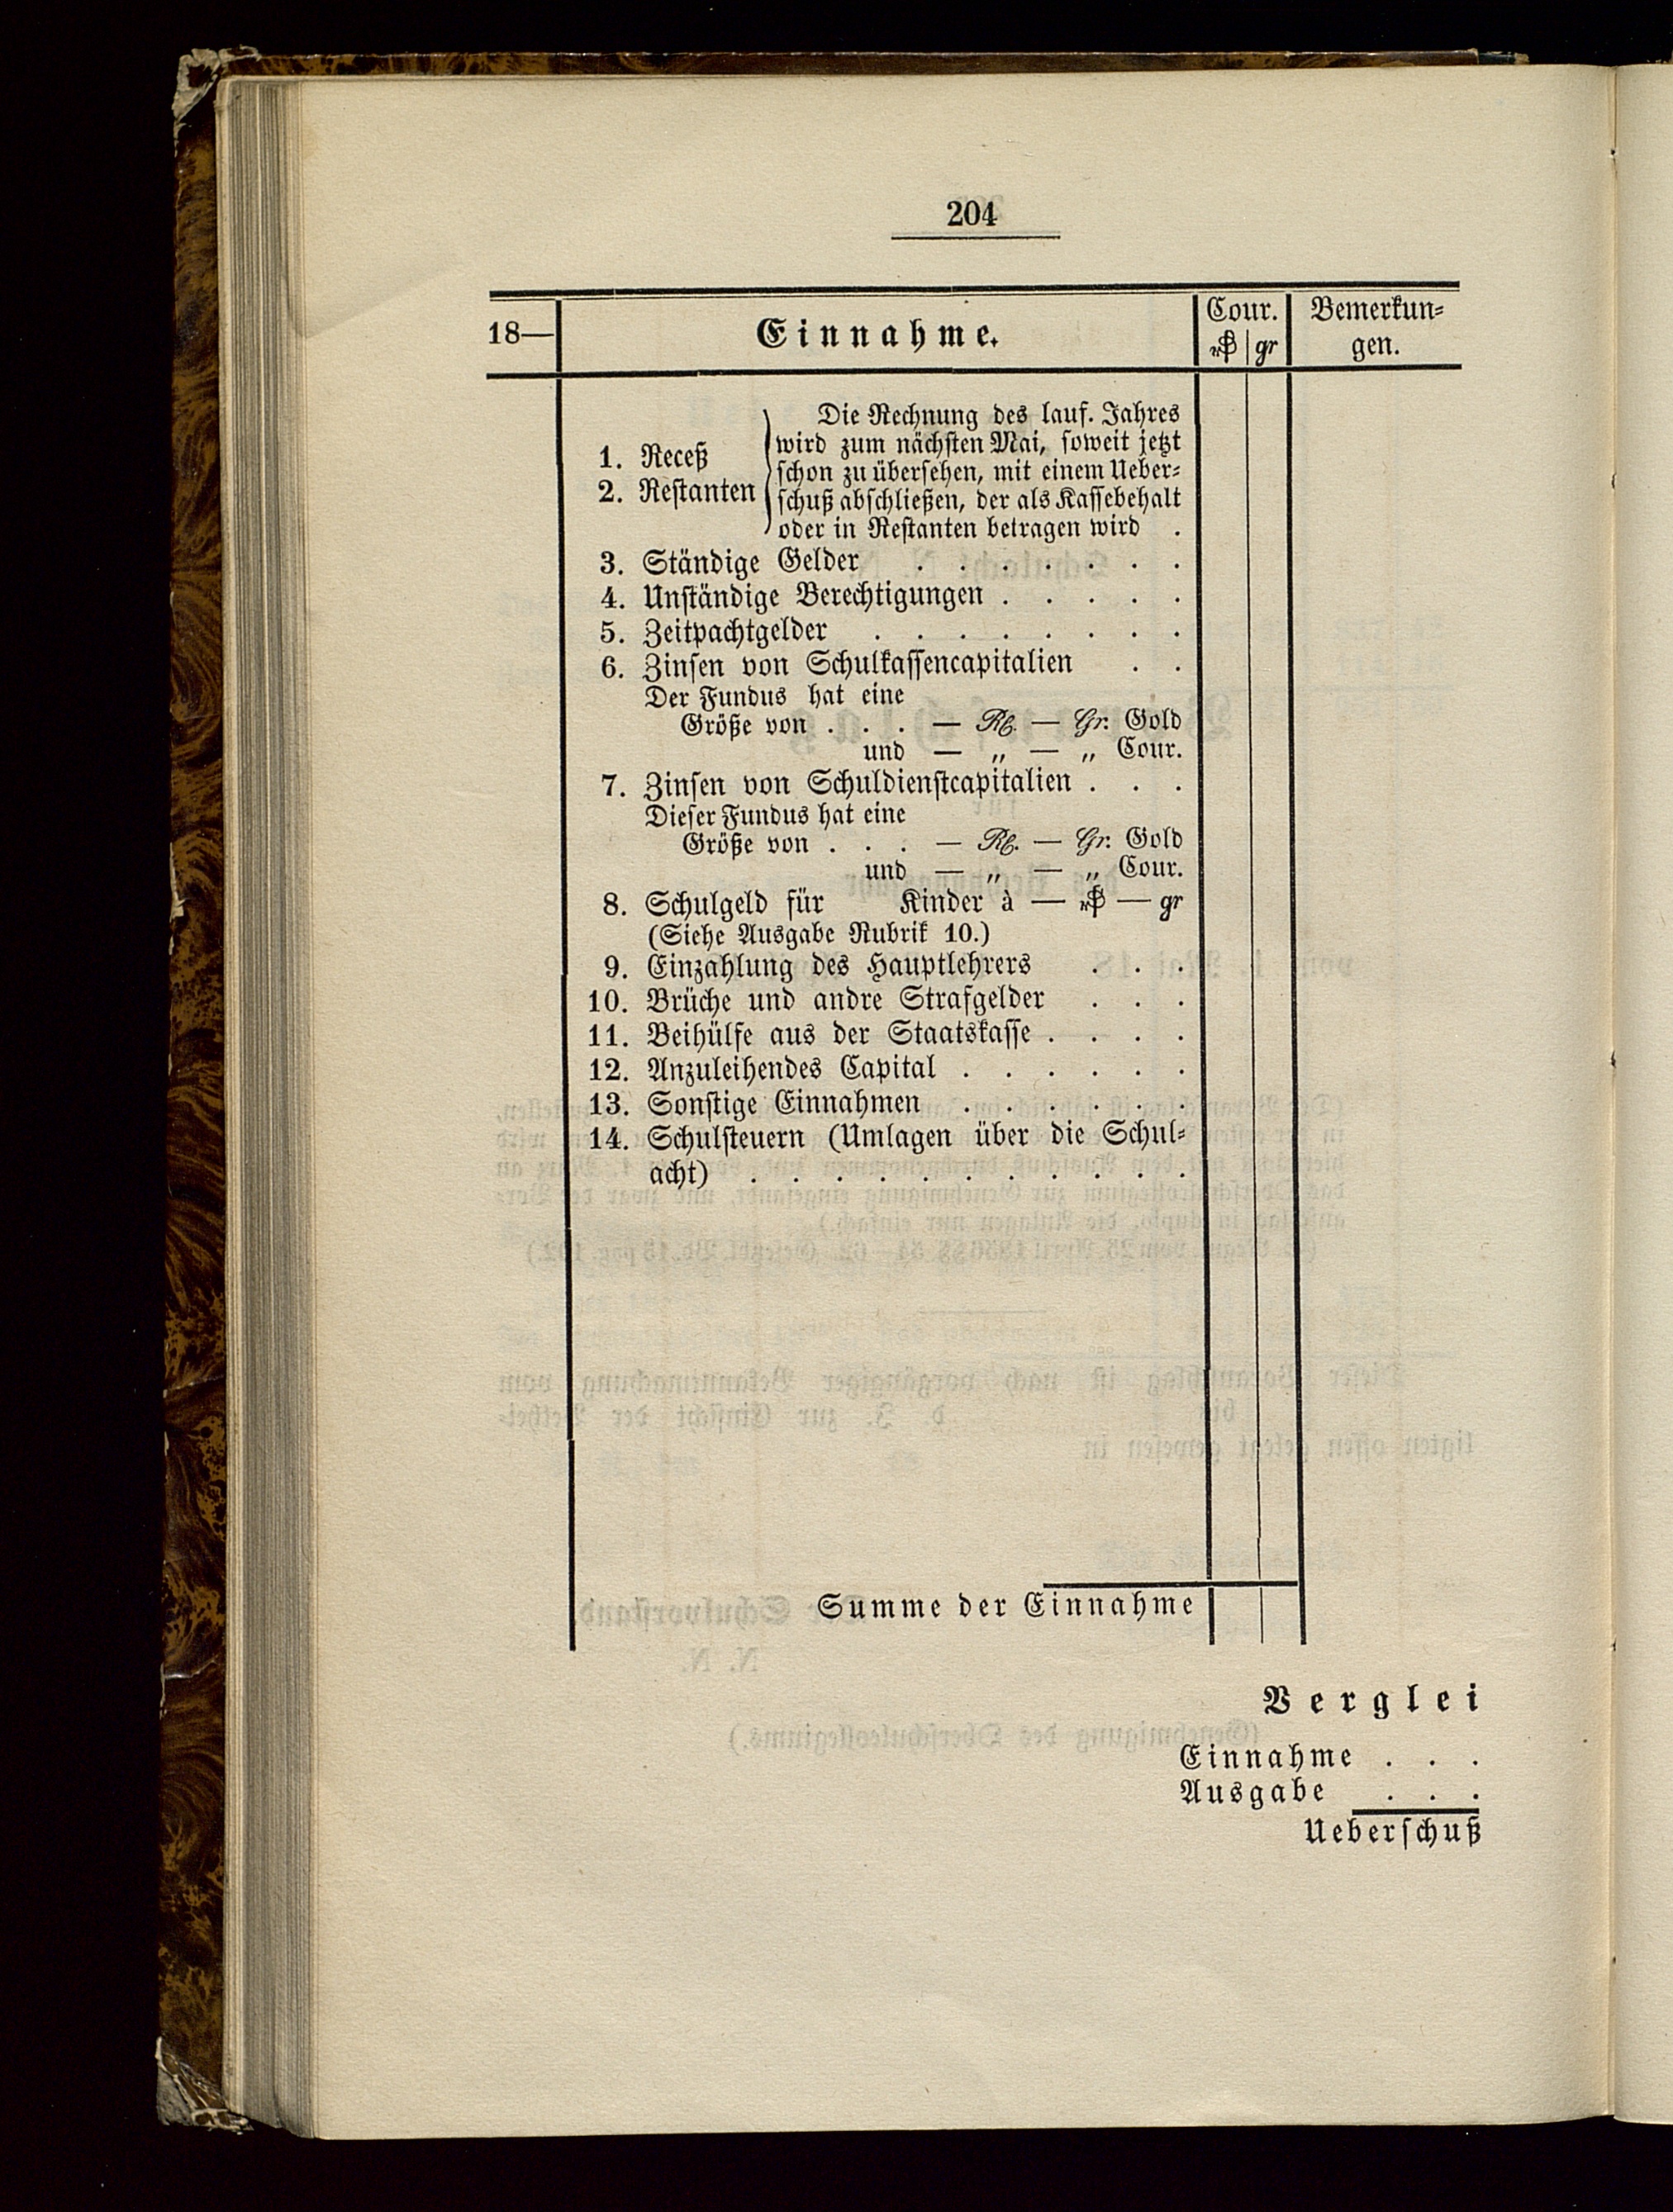 204
18— Einnahme. Cour. Bemerkun=
gr gen.
Die Rechnung des lauf. Jahres
wird zum nächsten Mai, soweit jetzt
1. Receß
schon zu übersehen, mit einem Ueber=
2. Restanten
schuß abschließen, der als Kassebehalt
oder in Restanten betragen wird .
3. Ständige Gelder . . . . . . .
4. Unständige Berechtigungen . . . . .
5. Zeitpachtgelder . . . . . . . .
6. Zinsen von Schulkassencapitalien . .
Der Fundus hat eine
Größe von . . . — Rℓ. — Gr. Gold
und — „ — „ Cour.
7. Zinsen von Schuldienstcapitalien . . .
Dieser Fundus hat eine
Größe von . . . — Rℓ. — Gr. Gold
und — „ — „ Cour.
8. Schulgeld für Kinder à — — gr
(Siehe Ausgabe Rubrik 10.)
9. Einzahlung des Hauptlehrers . . .
10. Brüche und andre Strafgelder . . .
11. Beihülfe aus der Staatskasse . . . .
12. Anzuleihendes Capital . . . . . .
13. Sonstige Einnahmen . . . . . .
14. Schulsteuern (Umlagen über die Schul=
acht) . . . . . . . . . . .
Summe der Einnahme
Verglei
Einnahme . . .
Ausgabe . . .
Ueberschuß